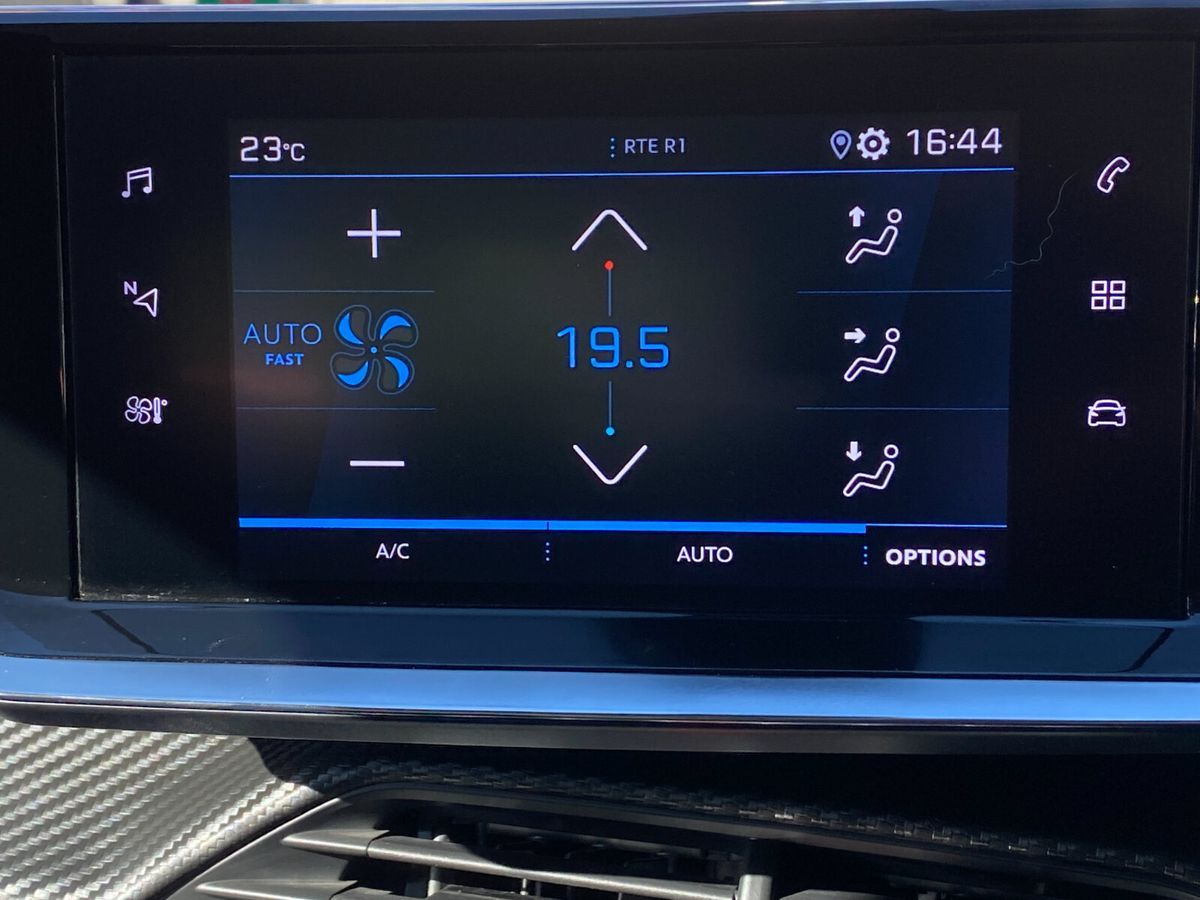 23°C
RTE R1
16:44
N
AUTO
FAST
19.5
A/C
AUTO
OPTIONS